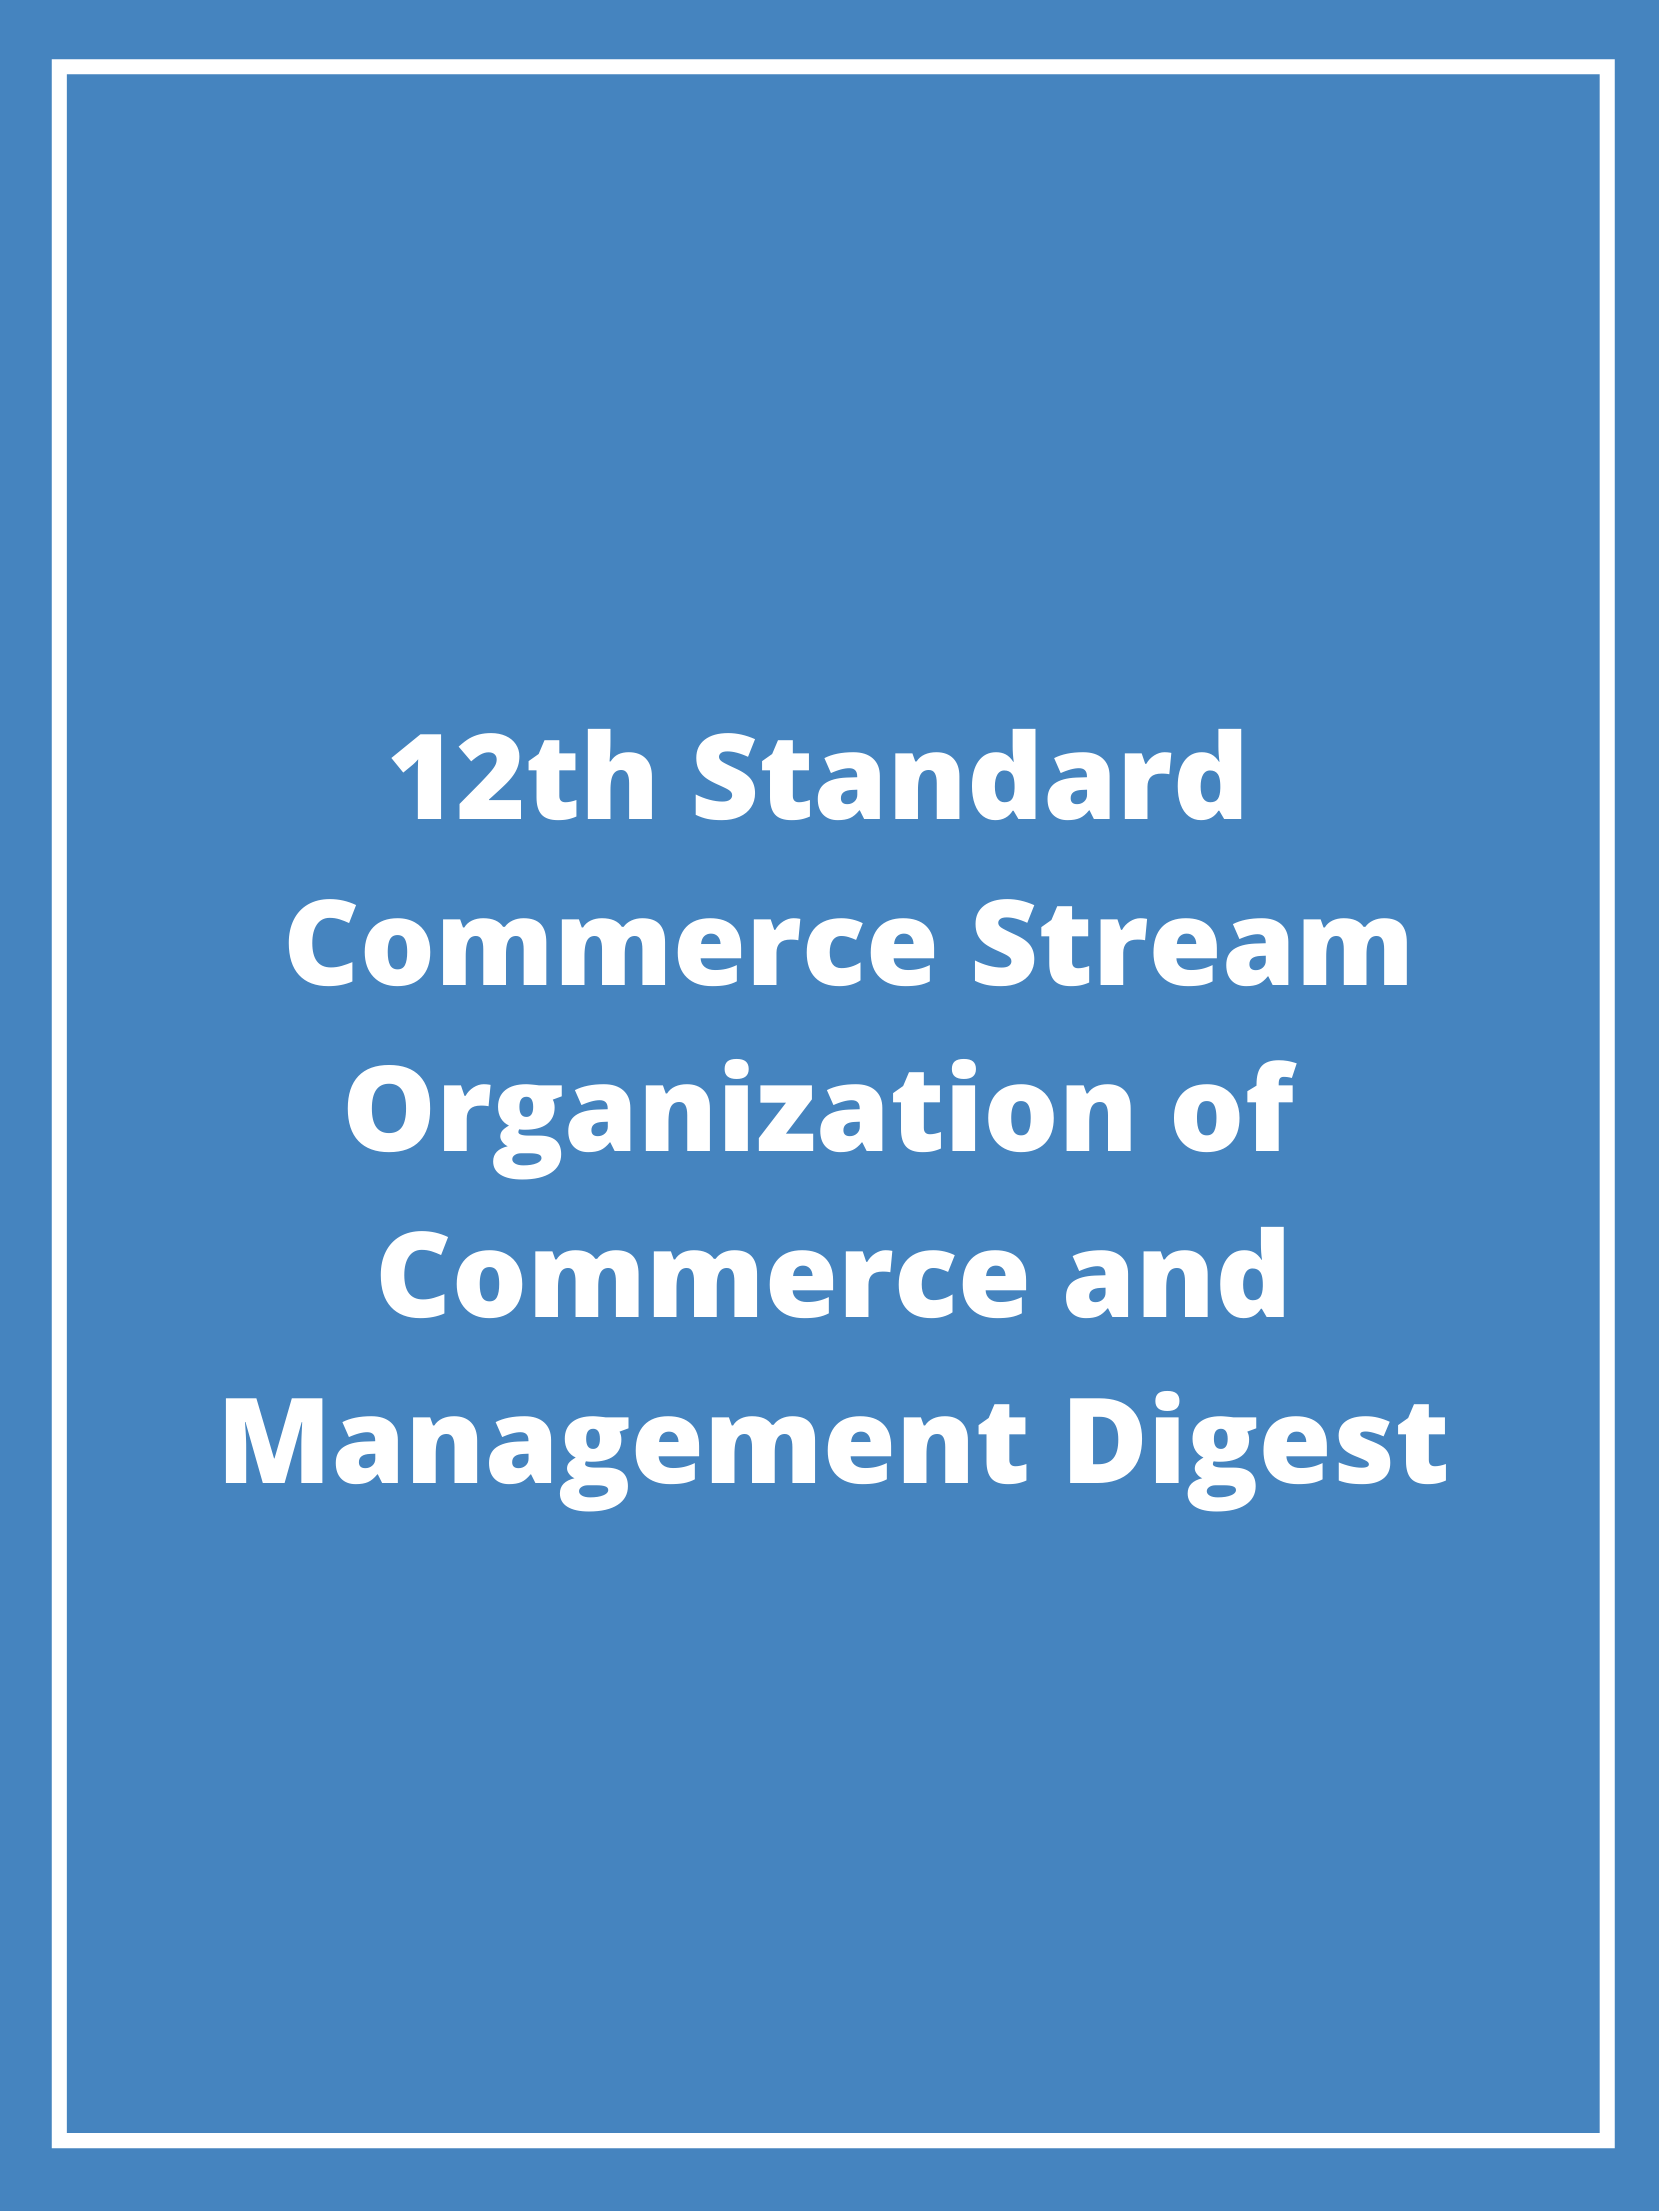 12th Standard
Commerce Stream
Organization of
Commerce and
Management Digest